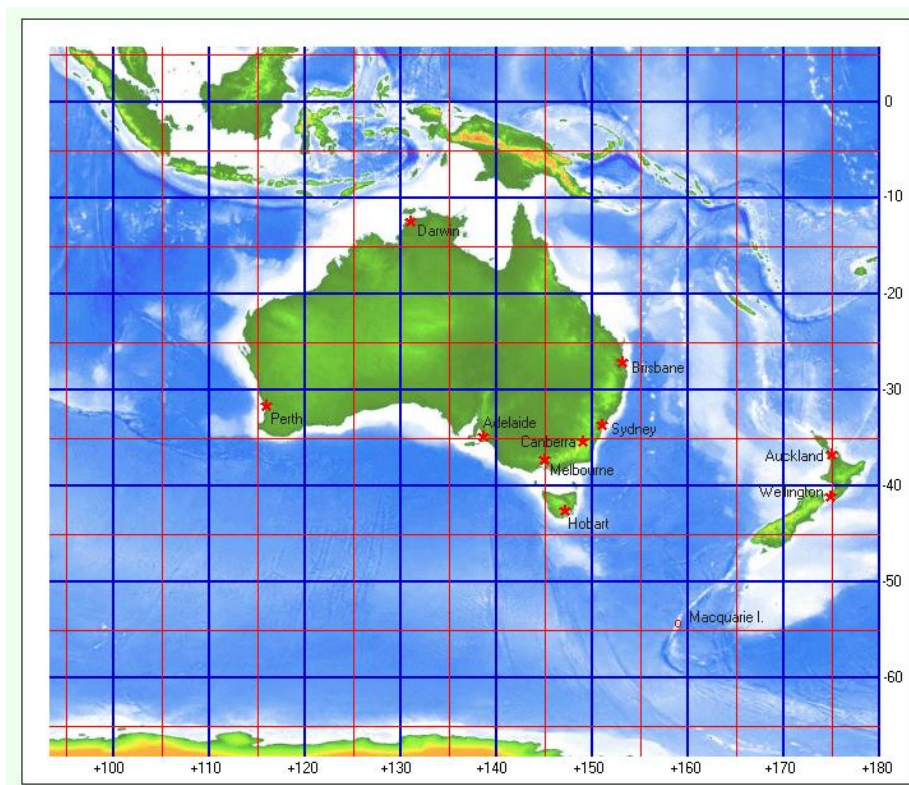 0
-10
Darwin
-20
Brisbane
-30
Perth
Adelaide
Sydney
Canberra
Auckland
Melbourne
-40
Wellington
Hobart
-50
Macquarie I.
-60
+100
+110
+120
+130
+140
+150
+160
+170
+180